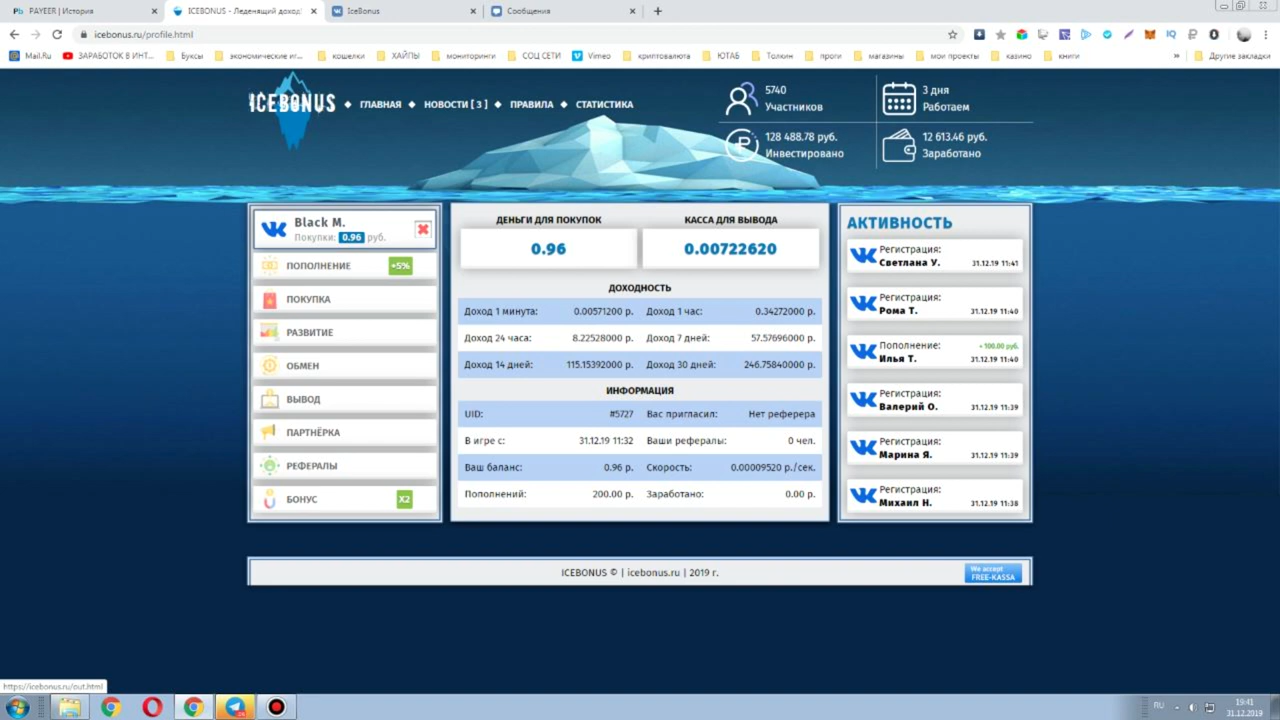 PAYEER | История
ICEBONUS - Леденящий доход!
IceBonus
Сообщения
icebonus.ru/profile.html
Mail.Ru
ЗАРАБОТОК В ИНТ...
Буксы
экономические иг...
кошелки
ХАЙПЫ
мониторинги
СОЦ СЕТИ
Vimeo
криптовалюта
ЮТАБ
Толкин
проги
магазины
мои проекты
казино
книги
»
Другие закладки
ICEBONUS
ГЛАВНАЯ
НОВОСТИ [ 3 ]
ПРАВИЛА
СТАТИСТИКА
5740
Участников
3 дня
Работаем
128 488.78 руб.
Инвестировано
12 613.46 руб.
Заработано
Black M.
Покупки: 0.96 руб.
ПОПОЛНЕНИЕ +5%
ПОКУПКА
РАЗВИТИЕ
ОБМЕН
ВЫВОД
ПАРТНЁРКА
РЕФЕРАЛЫ
БОНУС X2
ДЕНЬГИ ДЛЯ ПОКУПОК
КАССА ДЛЯ ВЫВОДА
0.96
0.00722620
ДОХОДНОСТЬ
Доход 1 минута: 0.00571200 р. Доход 1 час: 0.34272000 р.
Доход 24 часа: 8.22528000 р. Доход 7 дней: 57.57696000 р.
Доход 14 дней: 115.15392000 р. Доход 30 дней: 246.75840000 р.
ИНФОРМАЦИЯ
UID: #5727 Вас пригласил: Нет реферера
В игре с: 31.12.19 11:32 Ваши рефералы: 0 чел.
Ваш баланс: 0.96 р. Скорость: 0.00009520 р./сек.
Пополнений: 200.00 р. Заработано: 0.00 р.
АКТИВНОСТЬ
Регистрация:
Светлана У. 31.12.19 11:41
Регистрация:
Рома Т. 31.12.19 11:40
Пополнение: +100.00 руб.
Илья Т. 31.12.19 11:40
Регистрация:
Валерий О. 31.12.19 11:39
Регистрация:
Марина Я. 31.12.19 11:39
Регистрация:
Михаил Н. 31.12.19 11:38
ICEBONUS © | icebonus.ru | 2019 г.
We accept
FREE-KASSA
https://icebonus.ru/out.html
RU
19:41
31.12.2019